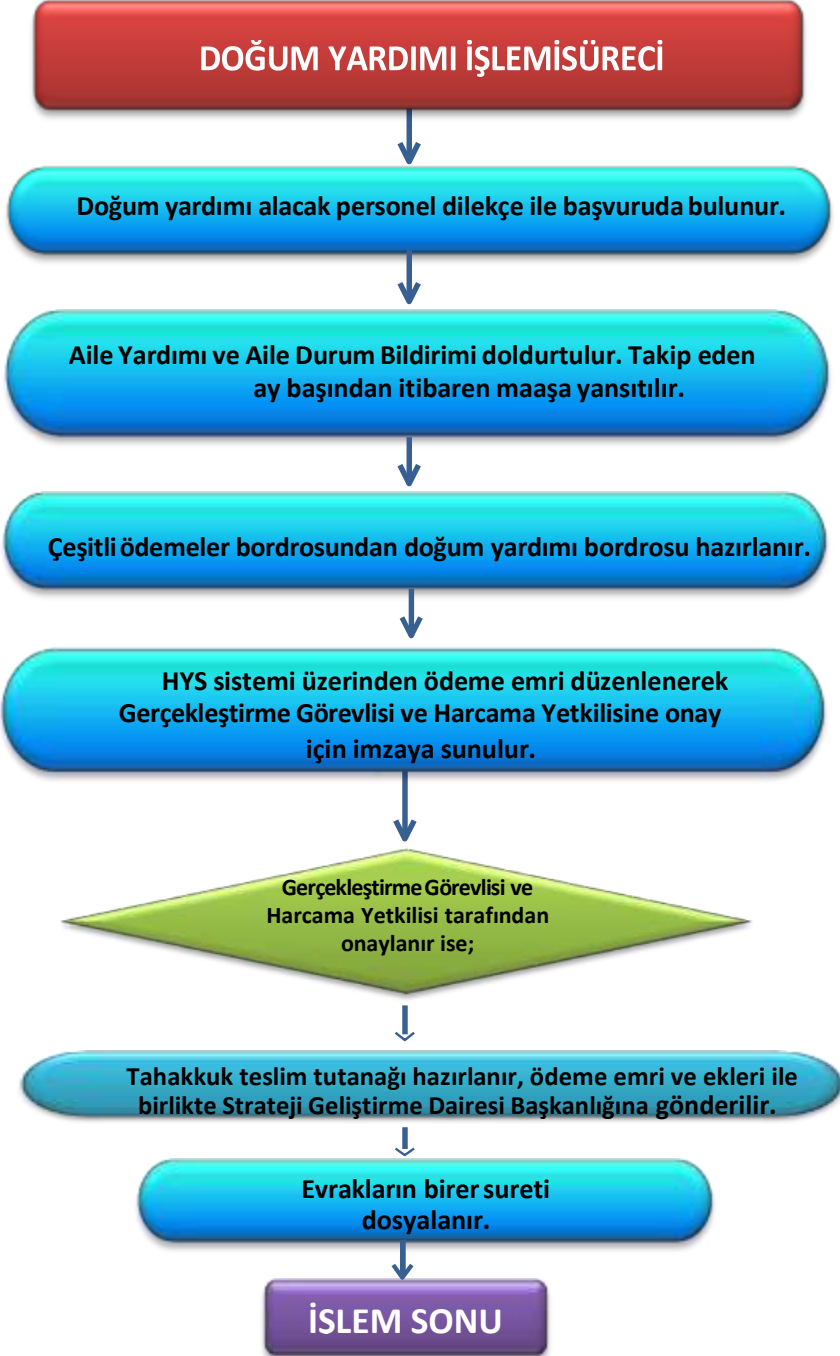 DOĞUM YARDIMI İŞLEMİSÜRECİ
Doğum yardımı alacak personel dilekçe ile başvuruda bulunur.
Aile Yardımı ve Aile Durum Bildirimi doldurtulur. Takip eden
ay başından itibaren maaşa yansıtılır.
Çeşitli ödemeler bordrosundan doğum yardımı bordrosu hazırlanır.
HYS sistemi üzerinden ödeme emri düzenlenerek
Gerçekleştirme Görevlisi ve Harcama Yetkilisine onay
için imzaya sunulur.
Gerçekleştirme Görevlisi ve
Harcama Yetkilisi tarafından
onaylanır ise;
Tahakkuk teslim tutanağı hazırlanır, ödeme emri ve ekleri ile
birlikte Strateji Geliştirme Dairesi Başkanlığına gönderilir.
Evrakların birer sureti
dosyalanır.
İSLEM SONU